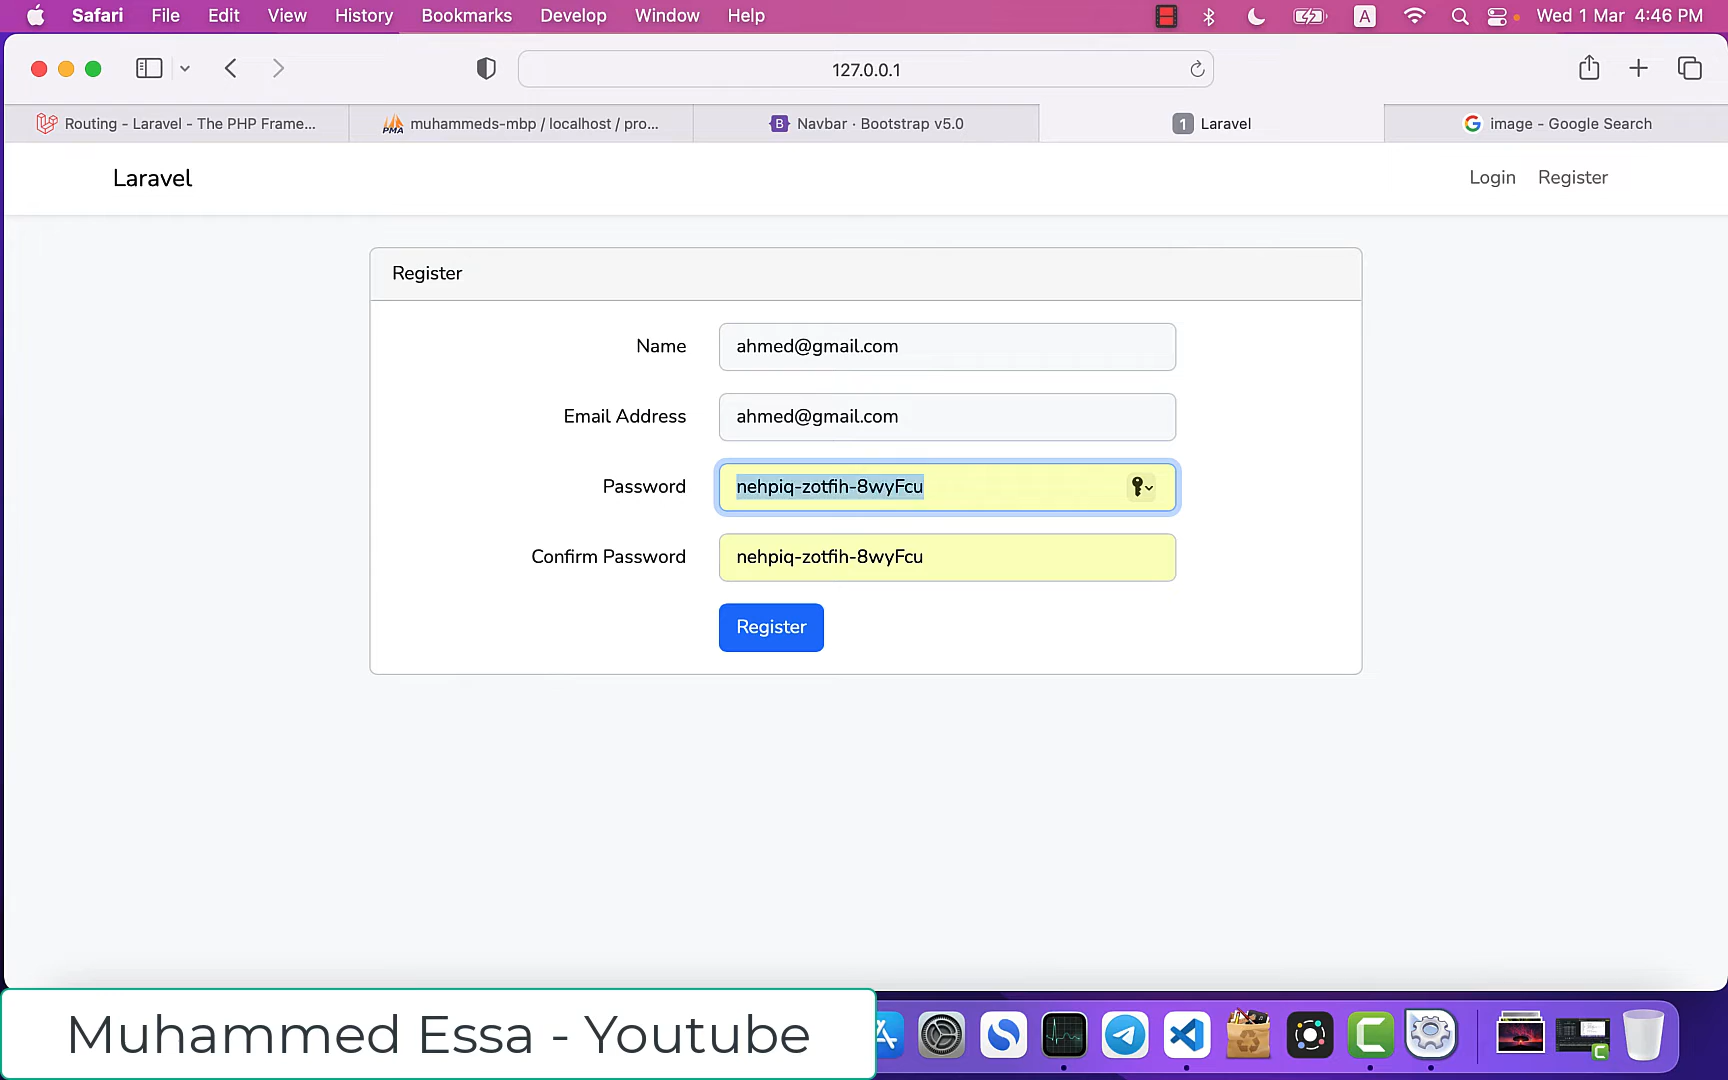 Safari File Edit View History Bookmarks Develop Window Help A Wed 1 Mar 4:46 PM
127.0.0.1
Routing - Laravel - The PHP Frame... PMA muhammeds-mbp / localhost / pro... B Navbar · Bootstrap v5.0 1 Laravel G image - Google Search
Laravel Login Register
Register
Name ahmed@gmail.com
Email Address ahmed@gmail.com
Password nehpiq-zotfih-8wyFcu
Confirm Password nehpiq-zotfih-8wyFcu
Register
Muhammed Essa - Youtube